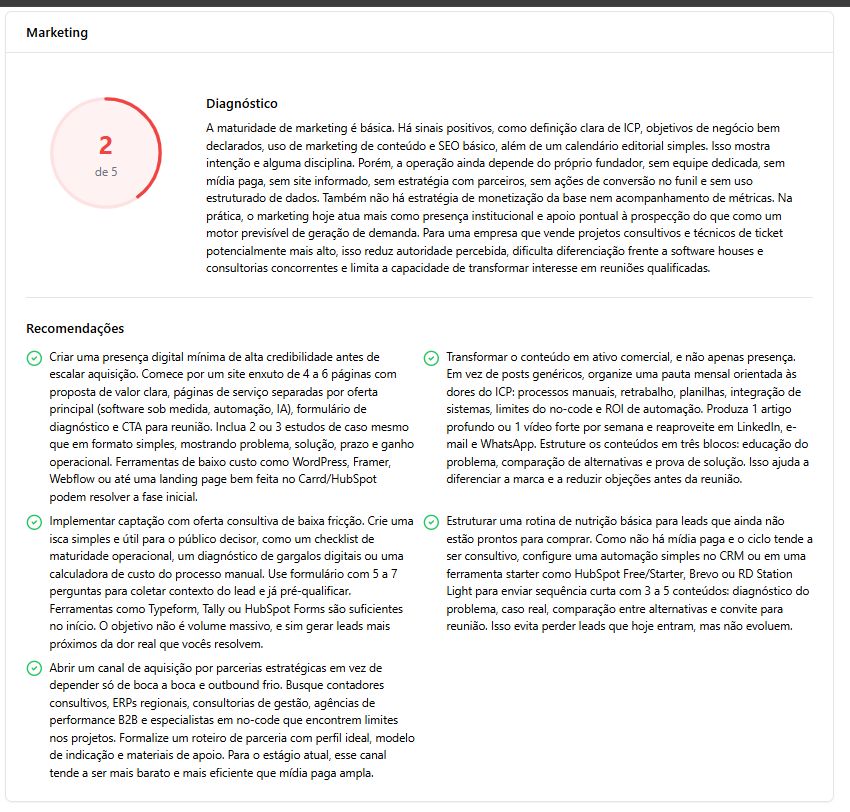 Marketing
2
de 5
Diagnóstico
A maturidade de marketing é básica. Há sinais positivos, como definição clara de ICP, objetivos de negócio bem
declarados, uso de marketing de conteúdo e SEO básico, além de um calendário editorial simples. Isso mostra
intenção e alguma disciplina. Porém, a operação ainda depende do próprio fundador, sem equipe dedicada, sem
mídia paga, sem site informado, sem estratégia com parceiros, sem ações de conversão no funil e sem uso
estruturado de dados. Também não há estratégia de monetização da base nem acompanhamento de métricas. Na
prática, o marketing hoje atua mais como presença institucional e apoio pontual à prospecção do que como um
motor previsível de geração de demanda. Para uma empresa que vende projetos consultivos e técnicos de ticket
potencialmente mais alto, isso reduz autoridade percebida, dificulta diferenciação frente a software houses e
consultorias concorrentes e limita a capacidade de transformar interesse em reuniões qualificadas.
Recomendações
Criar uma presença digital mínima de alta credibilidade antes de
escalar aquisição. Comece por um site enxuto de 4 a 6 páginas com
proposta de valor clara, páginas de serviço separadas por oferta
principal (software sob medida, automação, IA), formulário de
diagnóstico e CTA para reunião. Inclua 2 ou 3 estudos de caso mesmo
que em formato simples, mostrando problema, solução, prazo e ganho
operacional. Ferramentas de baixo custo como WordPress, Framer,
Webflow ou até uma landing page bem feita no Carrd/HubSpot
podem resolver a fase inicial.
Transformar o conteúdo em ativo comercial, e não apenas presença.
Em vez de posts genéricos, organize uma pauta mensal orientada às
dores do ICP: processos manuais, retrabalho, planilhas, integração de
sistemas, limites do no-code e ROI de automação. Produza 1 artigo
profundo ou 1 vídeo forte por semana e reaproveite em LinkedIn, e-
mail e WhatsApp. Estruture os conteúdos em três blocos: educação do
problema, comparação de alternativas e prova de solução. Isso ajuda a
diferenciar a marca e a reduzir objeções antes da reunião.
Implementar captação com oferta consultiva de baixa fricção. Crie uma
isca simples e útil para o público decisor, como um checklist de
maturidade operacional, um diagnóstico de gargalos digitais ou uma
calculadora de custo do processo manual. Use formulário com 5 a 7
perguntas para coletar contexto do lead e já pré-qualificar.
Ferramentas como Typeform, Tally ou HubSpot Forms são suficientes
no início. O objetivo não é volume massivo, e sim gerar leads mais
próximos da dor real que vocês resolvem.
Estruturar uma rotina de nutrição básica para leads que ainda não
estão prontos para comprar. Como não há mídia paga e o ciclo tende a
ser consultivo, configure uma automação simples no CRM ou em uma
ferramenta starter como HubSpot Free/Starter, Brevo ou RD Station
Light para enviar sequência curta com 3 a 5 conteúdos: diagnóstico do
problema, caso real, comparação entre alternativas e convite para
reunião. Isso evita perder leads que hoje entram, mas não evoluem.
Abrir um canal de aquisição por parcerias estratégicas em vez de
depender só de boca a boca e outbound frio. Busque contadores
consultivos, ERPs regionais, consultorias de gestão, agências de
performance B2B e especialistas em no-code que encontrem limites
nos projetos. Formalize um roteiro de parceria com perfil ideal, modelo
de indicação e materiais de apoio. Para o estágio atual, esse canal
tende a ser mais barato e mais eficiente que mídia paga ampla.